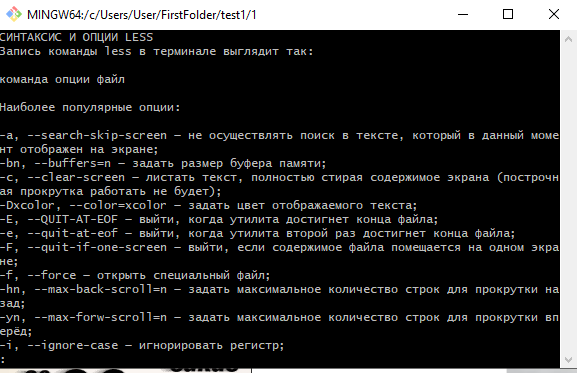 MINGW64:/c/Users/User/FirstFolder/test1/1
СИНТАКСИС И ОПЦИИ LESS
Запись команды less в терминале выглядит так:
команда опции файл
Наиболее популярные опции:
-a, --search-skip-screen — не осуществлять поиск в тексте, который в данный моме
нт отображен на экране;
-bn, --buffers=n — задать размер буфера памяти;
-c, --clear-screen — листать текст, полностью стирая содержимое экрана (построчн
ая прокрутка работать не будет);
-Dxcolor, --color=xcolor — задать цвет отображаемого текста;
-E, --QUIT-AT-EOF — выйти, когда утилита достигнет конца файла;
-e, --quit-at-eof — выйти, когда утилита второй раз достигнет конца файла;
-F, --quit-if-one-screen — выйти, если содержимое файла помещается на одном экра
не;
-f, --force — открыть специальный файл;
-hn, --max-back-scroll=n — задать максимальное количество строк для прокрутки на
зад;
-yn, --max-forw-scroll=n — задать максимальное количество строк для прокрутки вп
ерёд;
-i, --ignore-case — игнорировать регистр;
: